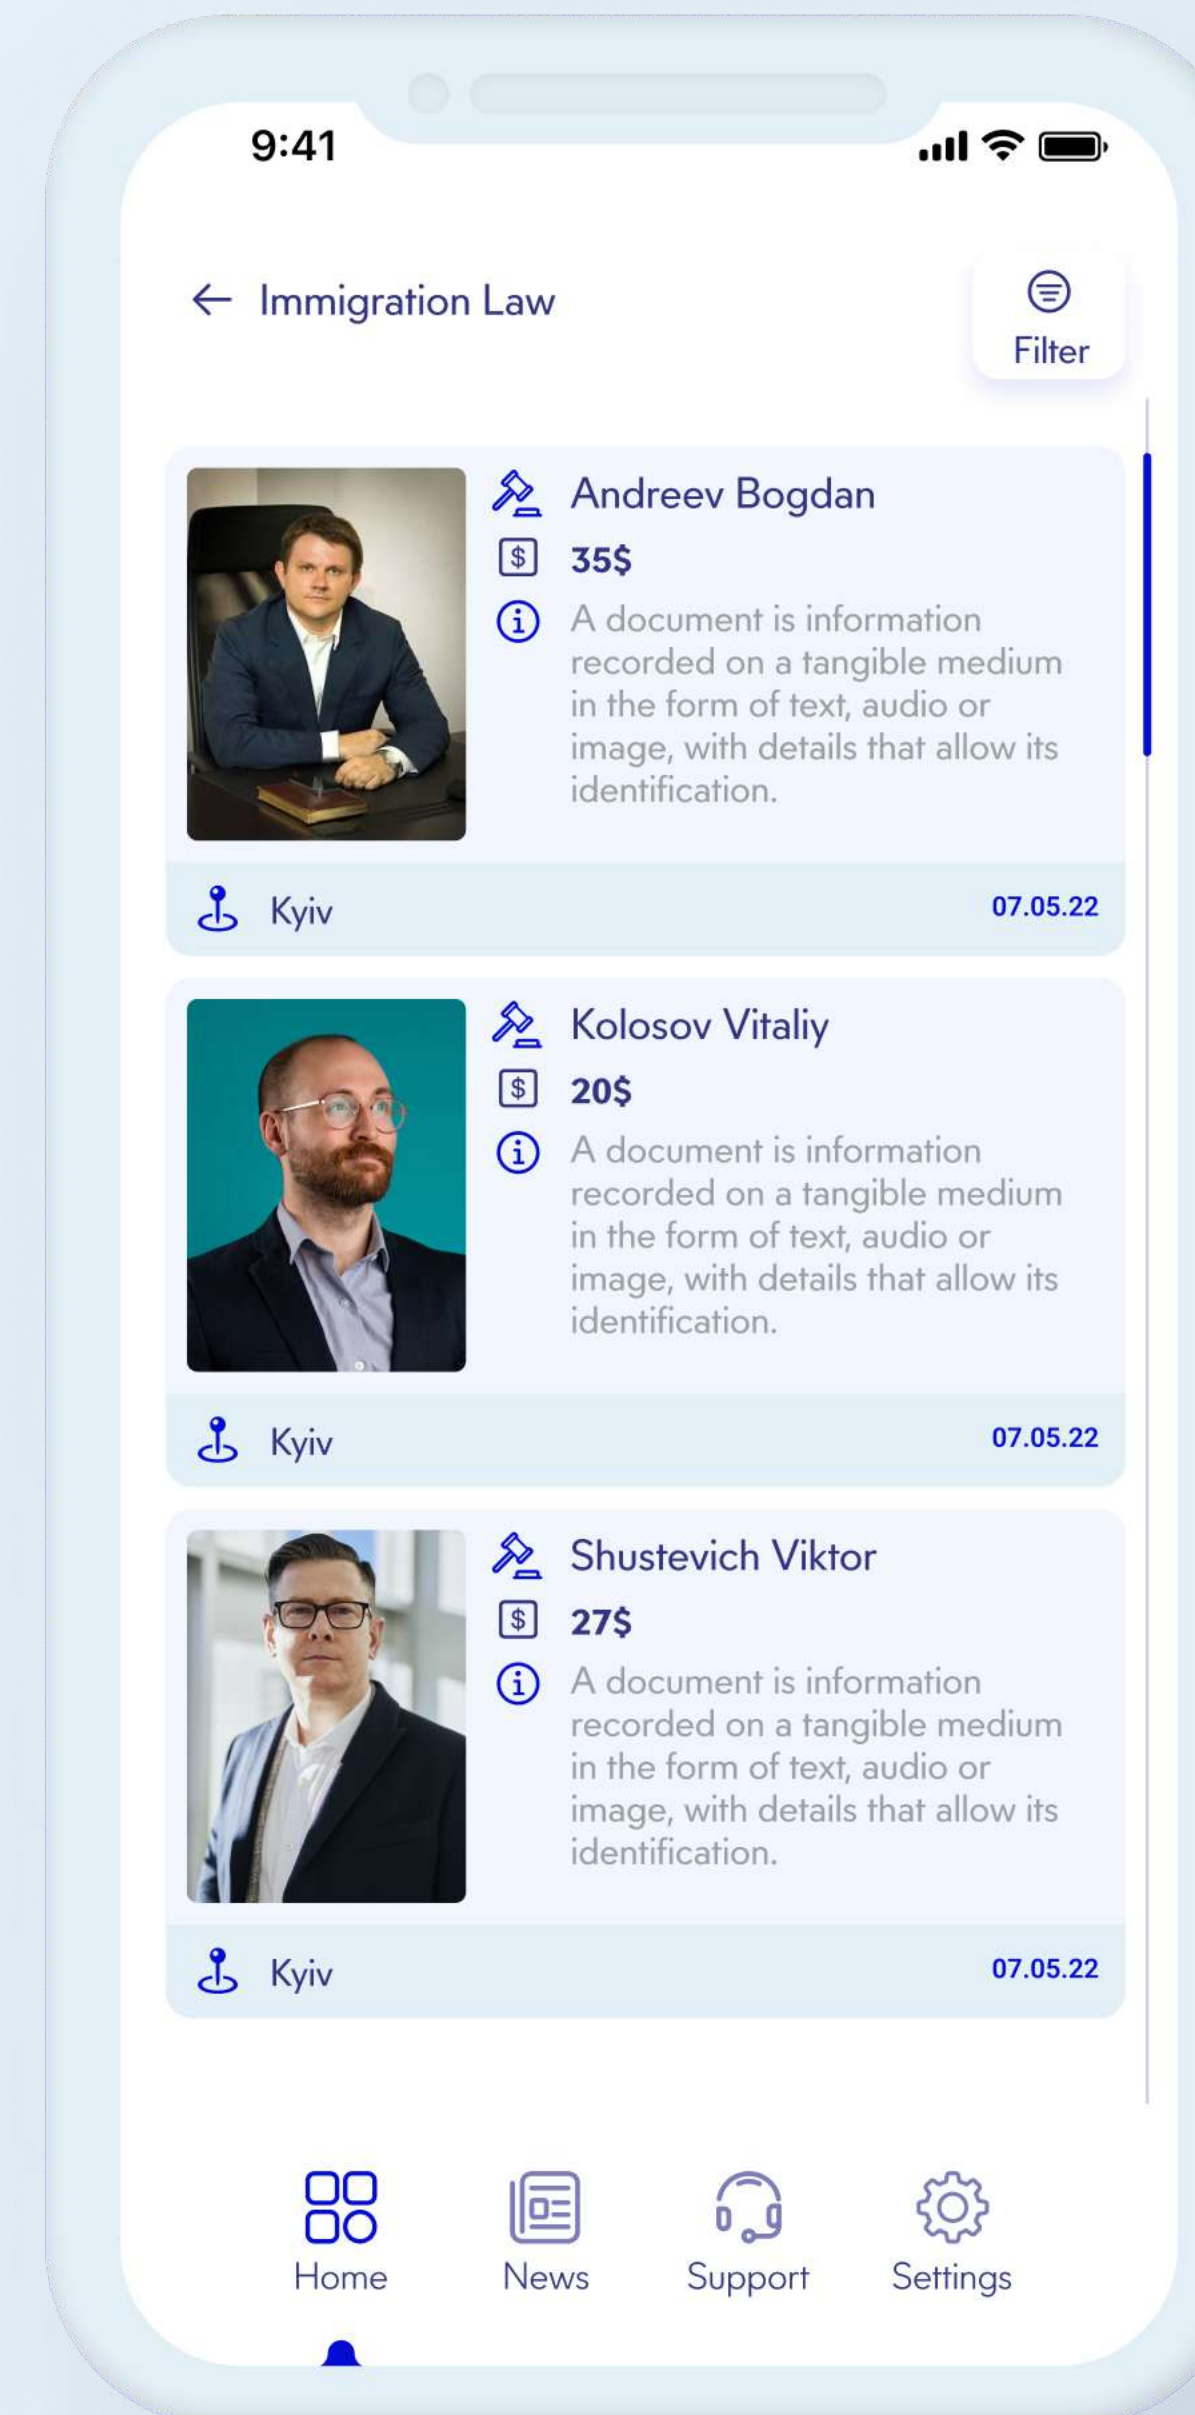 9:41
Immigration Law
Filter
Andreev Bogdan
35$
A document is information
recorded on a tangible medium
in the form of text, audio or
image, with details that allow its
identification.
Kyiv
07.05.22
Kolosov Vitaliy
20$
A document is information
recorded on a tangible medium
in the form of text, audio or
image, with details that allow its
identification.
Kyiv
07.05.22
Shustevich Viktor
27$
A document is information
recorded on a tangible medium
in the form of text, audio or
image, with details that allow its
identification.
Kyiv
07.05.22
Home
News
Support
Settings